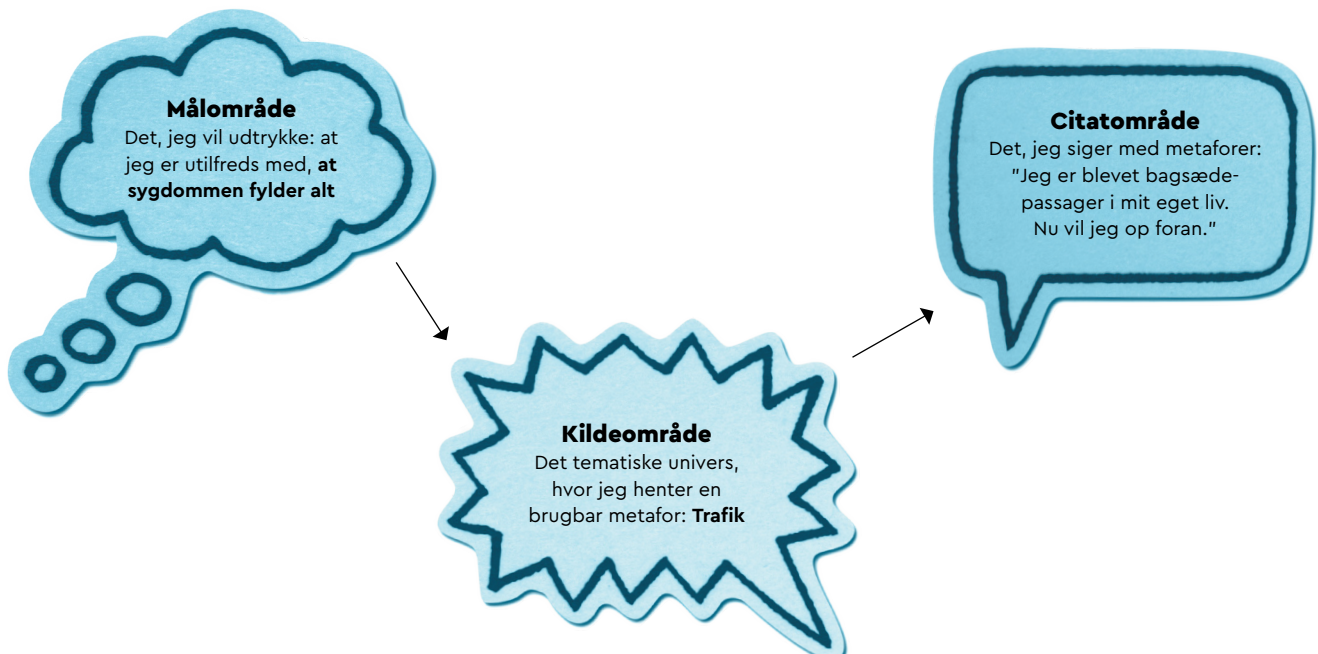 Målområde
Det, jeg vil udtrykke: at
jeg er utilfreds med, at
sygdommen fylder alt
Kildeområde
Det tematiske univers,
hvor jeg henter en
brugbar metafor: Trafik
Citatområde
Det, jeg siger med metaforer:
"Jeg er blevet bagsæde-
passager i mit eget liv.
Nu vil jeg op foran."